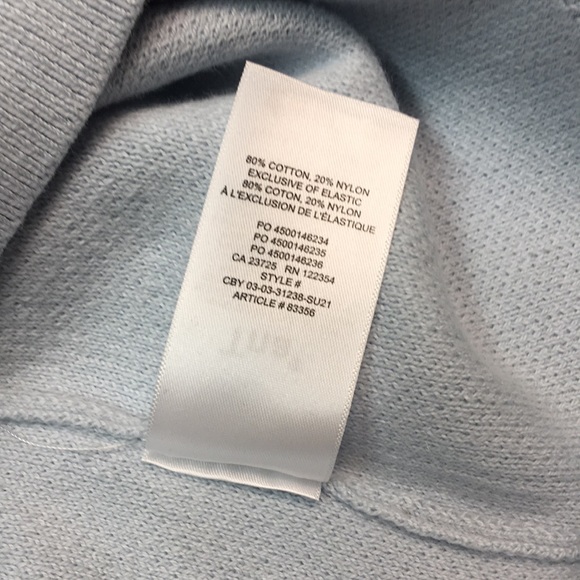 80% COTTON, 20% NYLON
EXCLUSIVE OF ELASTIC
80% COTON, 20% NYLON
À L'EXCLUSION DE L'ÉLASTIQUE
PO 4500146234
PO 4500146235
PO 4500146236
CA 23725 RN 122354
STYLE #
CBY 03-03-31238-SU21
ARTICLE # 83356